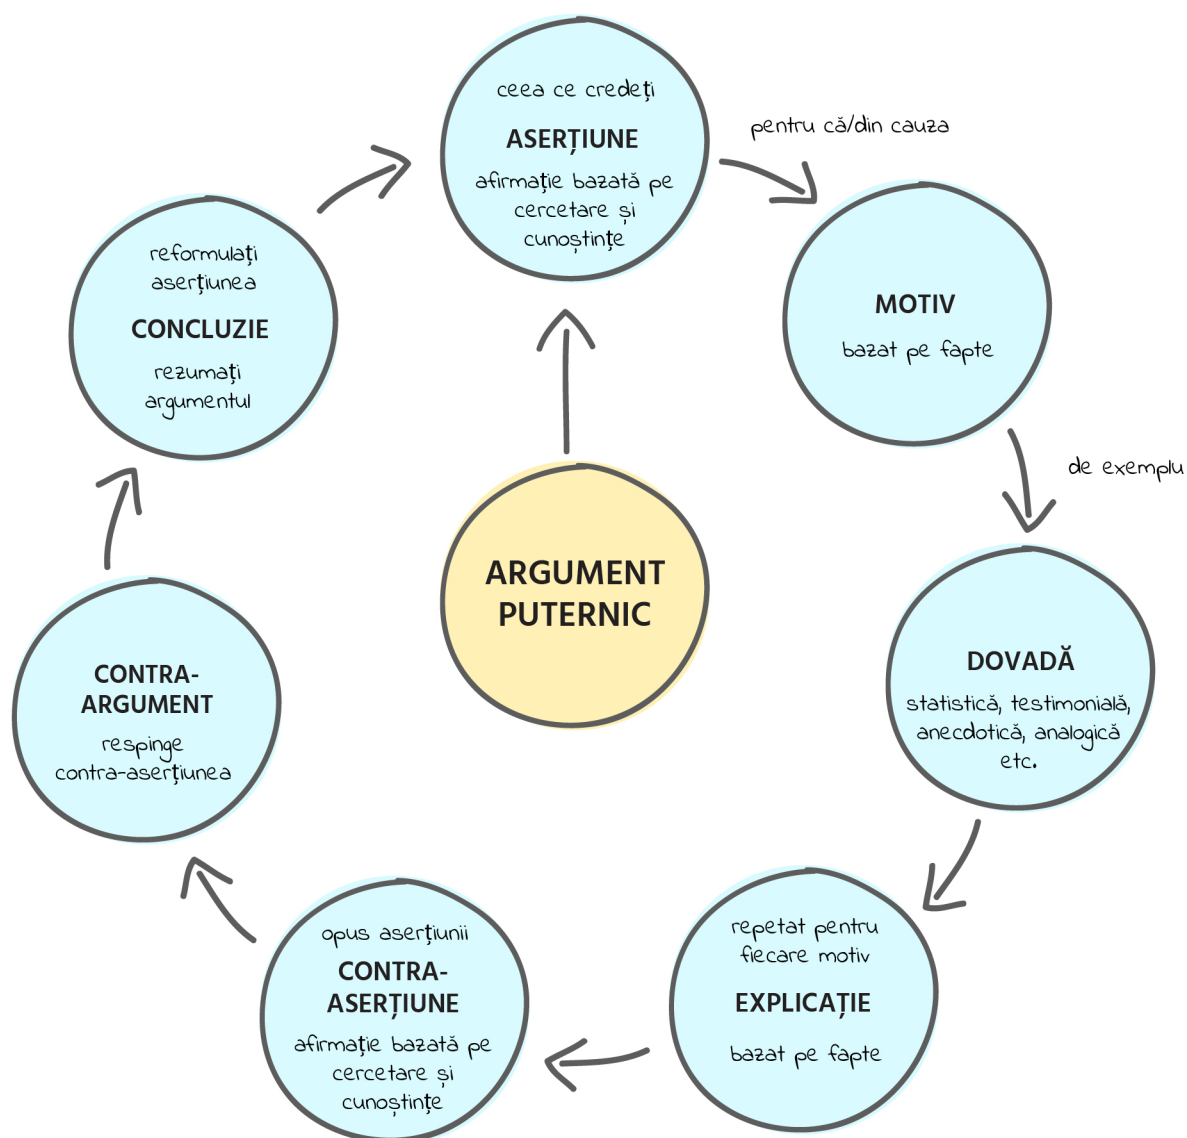 ceea ce credeți
ASERȚIUNE
afirmație bazată pe
cercetare și
cunoștințe
pentru că/din cauza
MOTIV
bazat pe fapte
de exemplu
DOVADĂ
statistică, testimonială,
anecdotică, analogică
etc.
repetat pentru
fiecare motiv
EXPLICAȚIE
bazat pe fapte
opus aserțiunii
CONTRA-
ASERȚIUNE
afirmație bazată pe
cercetare și
cunoștințe
CONTRA-
ARGUMENT
respinge
contra-aserțiunea
reformulați
aserțiunea
CONCLUZIE
rezumați
argumentul
ARGUMENT
PUTERNIC